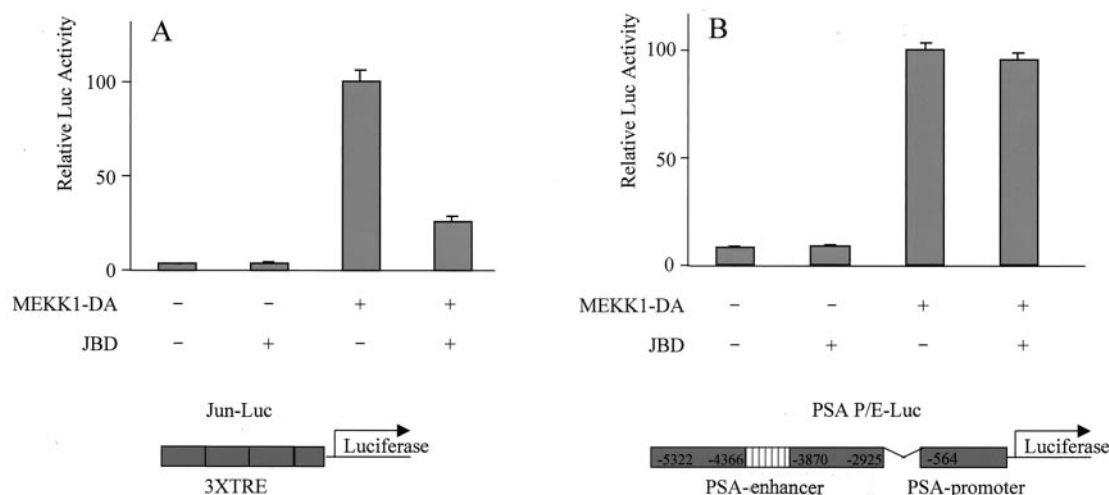 A
Relative Luc Activity
100
50
0
MEKK1-DA − − + +
JBD − + − +
Jun-Luc
Luciferase
3XTRE
B
Relative Luc Activity
100
50
0
MEKK1-DA − − + +
JBD − + − +
PSA P/E-Luc
-5322 -4366 -3870 -2925 -564 Luciferase
PSA-enhancer PSA-promoter